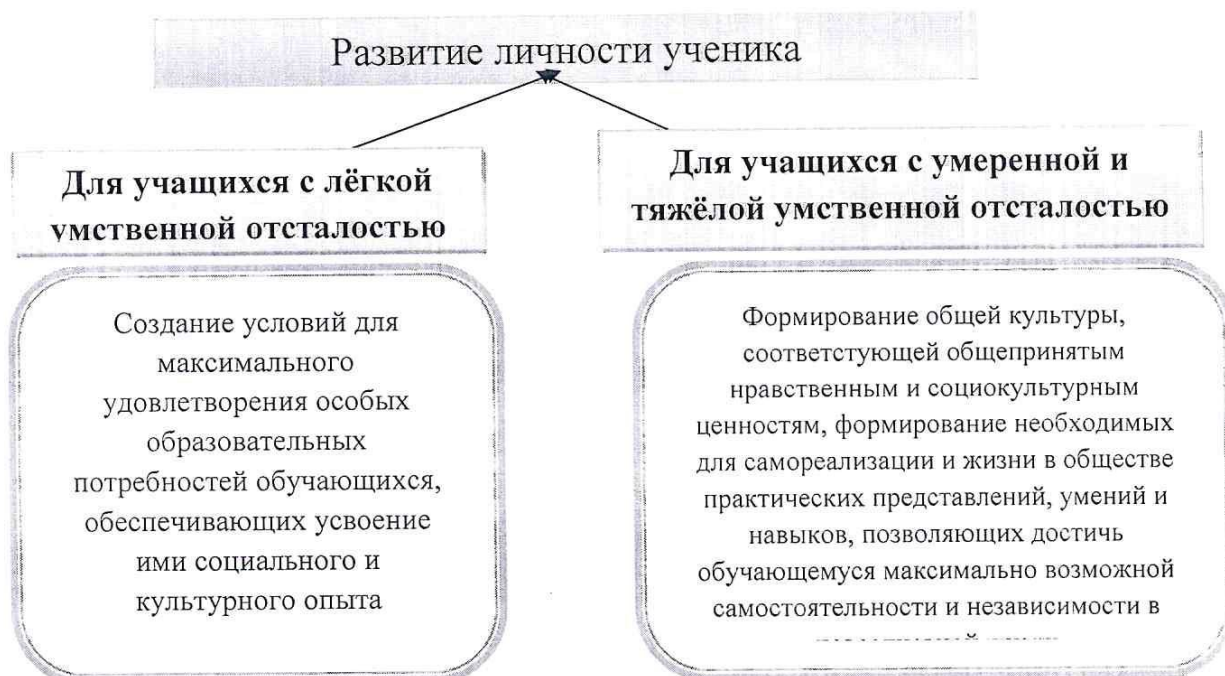 Развитие личности ученика
Для учащихся с лёгкой
умственной отсталостью
Для учащихся с умеренной и
тяжёлой умственной отсталостью
Создание условий для
максимального
удовлетворения особых
образовательных
потребностей обучающихся,
обеспечивающих усвоение
ими социального и
культурного опыта
Формирование общей культуры,
соответстующей общепринятым
нравственным и социокультурным
ценностям, формирование необходимых
для самореализации и жизни в обществе
практических представлений, умений и
навыков, позволяющих достичь
обучающемуся максимально возможной
самостоятельности и независимости в